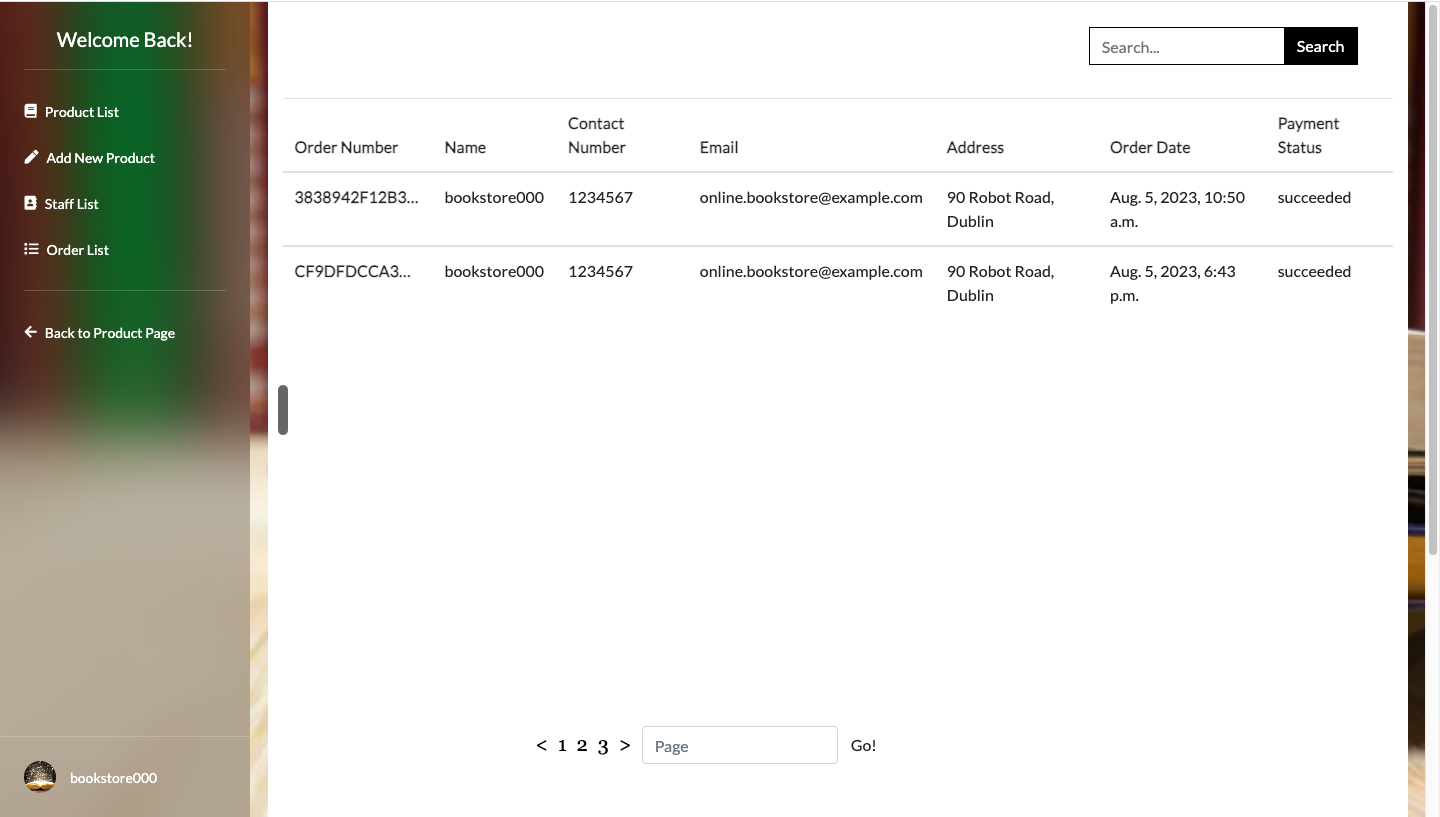 Welcome Back!
Product List
Add New Product
Staff List
Order List
Back to Product Page
bookstore000
Search...
Search
Order Number Name Contact Number Email Address Order Date Payment Status
3838942F12B3... bookstore000 1234567 online.bookstore@example.com 90 Robot Road, Dublin Aug. 5, 2023, 10:50 a.m. succeeded
CF9DFDCCA3... bookstore000 1234567 online.bookstore@example.com 90 Robot Road, Dublin Aug. 5, 2023, 6:43 p.m. succeeded
< 1 2 3 > Page Go!